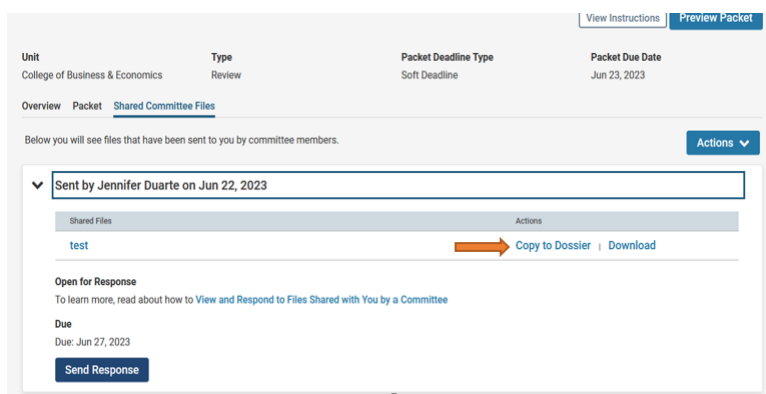 View Instructions Preview Packet
Unit Type Packet Deadline Type Packet Due Date
College of Business & Economics Review Soft Deadline Jun 23, 2023
Overview Packet Shared Committee Files
Below you will see files that have been sent to you by committee members.
Actions
Sent by Jennifer Duarte on Jun 22, 2023
Shared Files Actions
test Copy to Dossier | Download
Open for Response
To learn more, read about how to View and Respond to Files Shared with You by a Committee
Due
Due: Jun 27, 2023
Send Response